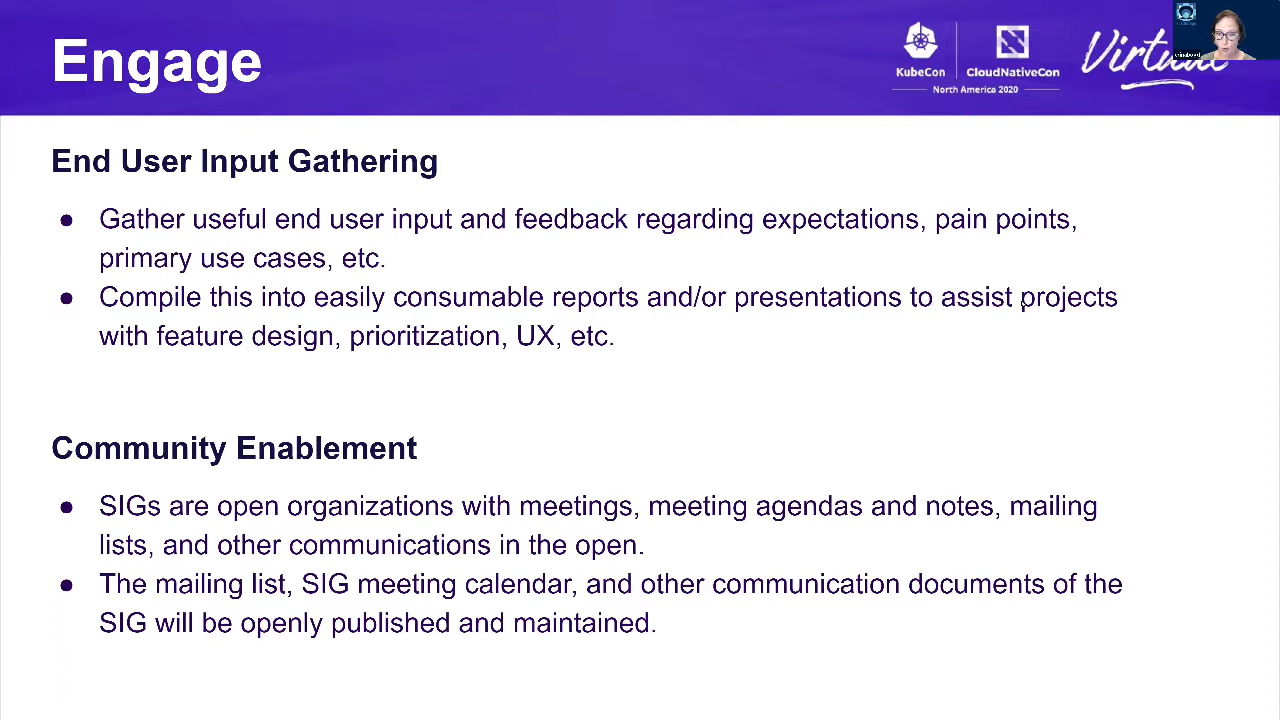 Engage
KubeCon
CloudNativeCon
North America 2020
Virtual
End User Input Gathering
● Gather useful end user input and feedback regarding expectations, pain points,
primary use cases, etc.
● Compile this into easily consumable reports and/or presentations to assist projects
with feature design, prioritization, UX, etc.
Community Enablement
● SIGs are open organizations with meetings, meeting agendas and notes, mailing
lists, and other communications in the open.
● The mailing list, SIG meeting calendar, and other communication documents of the
SIG will be openly published and maintained.